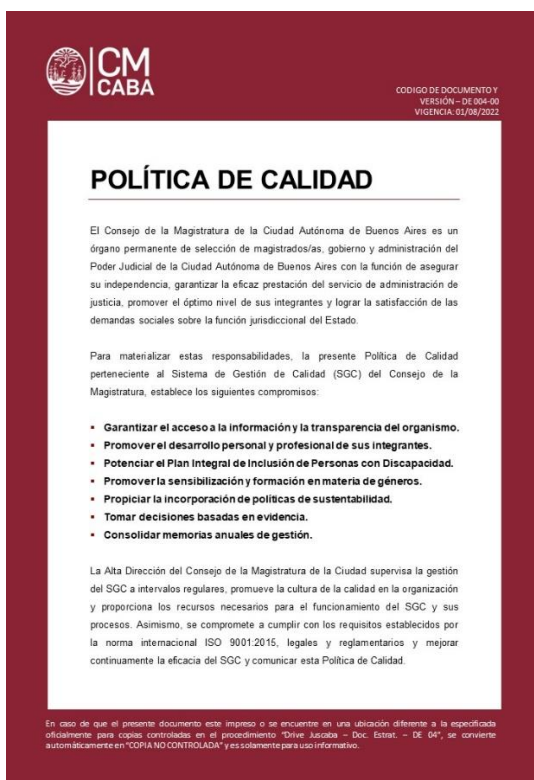 CM
CABA
CODIGO DE DOCUMENTO Y
VERSIÓN – DE 004-00
VIGENCIA: 01/08/2022
POLÍTICA DE CALIDAD
El Consejo de la Magistratura de la Ciudad Autónoma de Buenos Aires es un
órgano permanente de selección de magistrados/as, gobierno y administración del
Poder Judicial de la Ciudad Autónoma de Buenos Aires con la función de asegurar
su independencia, garantizar la eficaz prestación del servicio de administración de
justicia, promover el óptimo nivel de sus integrantes y lograr la satisfacción de las
demandas sociales sobre la función jurisdiccional del Estado.
Para materializar estas responsabilidades, la presente Política de Calidad
perteneciente al Sistema de Gestión de Calidad (SGC) del Consejo de la
Magistratura, establece los siguientes compromisos:
▪ Garantizar el acceso a la información y la transparencia del organismo.
▪ Promover el desarrollo personal y profesional de sus integrantes.
▪ Potenciar el Plan Integral de Inclusión de Personas con Discapacidad.
▪ Promover la sensibilización y formación en materia de géneros.
▪ Propiciar la incorporación de políticas de sustentabilidad.
▪ Tomar decisiones basadas en evidencia.
▪ Consolidar memorias anuales de gestión.
La Alta Dirección del Consejo de la Magistratura de la Ciudad supervisa la gestión
del SGC a intervalos regulares, promueve la cultura de la calidad en la organización
y proporciona los recursos necesarios para el funcionamiento del SGC y sus
procesos. Asimismo, se compromete a cumplir con los requisitos establecidos por
la norma internacional ISO 9001:2015, legales y reglamentarios y mejorar
continuamente la eficacia del SGC y comunicar esta Política de Calidad.
En caso de que el presente documento este impreso o se encuentre en una ubicación diferente a la especificada
oficialmente para copias controladas en el procedimiento "Drive Juscaba – Doc. Estrat. – DE 04", se convierte
automáticamente en "COPIA NO CONTROLADA" y es solamente para uso informativo.